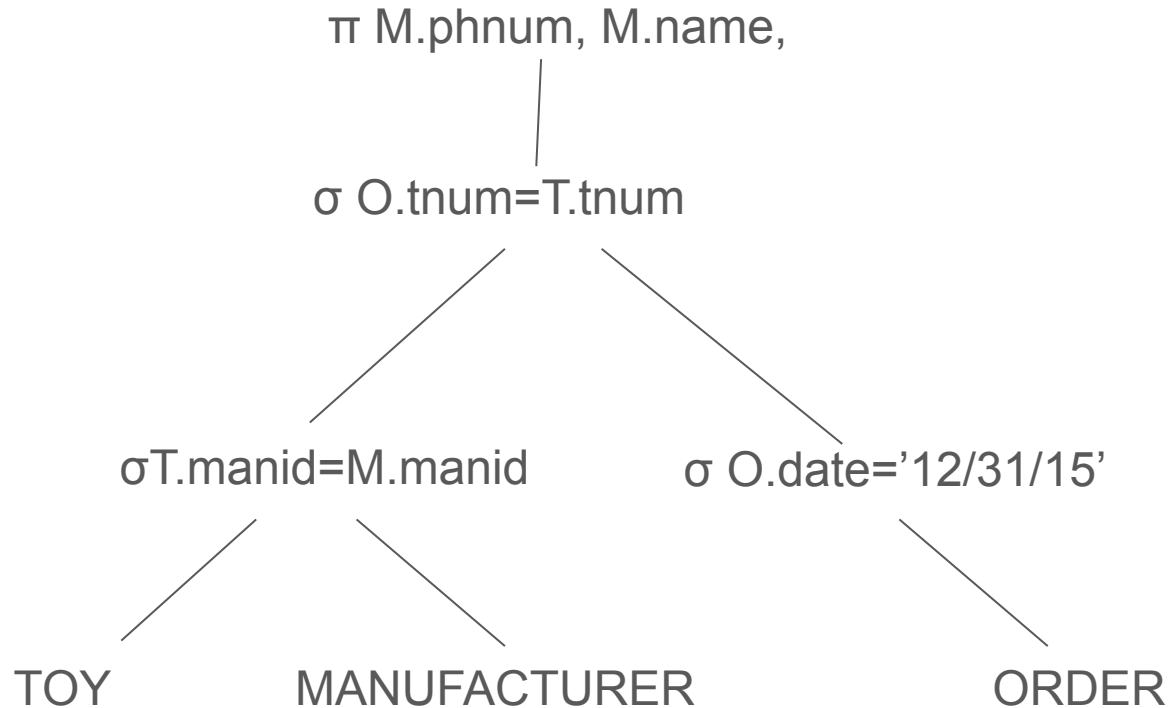 π M.phnum, M.name,
σ O.tnum=T.tnum
σT.manid=M.manid
σ O.date=’12/31/15’
TOY
MANUFACTURER
ORDER